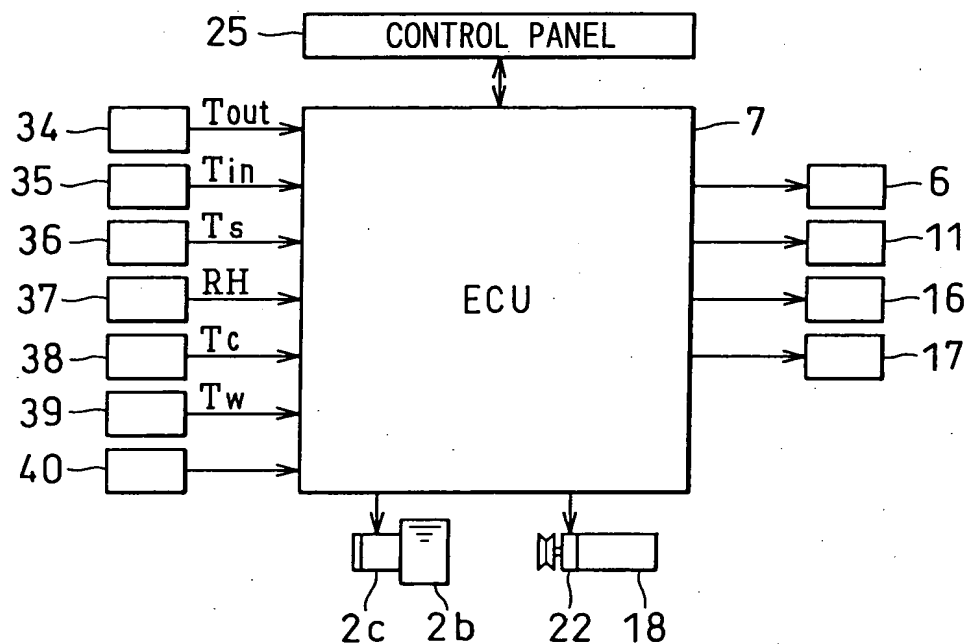 25 CONTROL PANEL
34 Tout 7
35 Tin 6
36 Ts 11
37 RH ECU 16
38 Tc 17
39 Tw
40
2c 2b 22 18